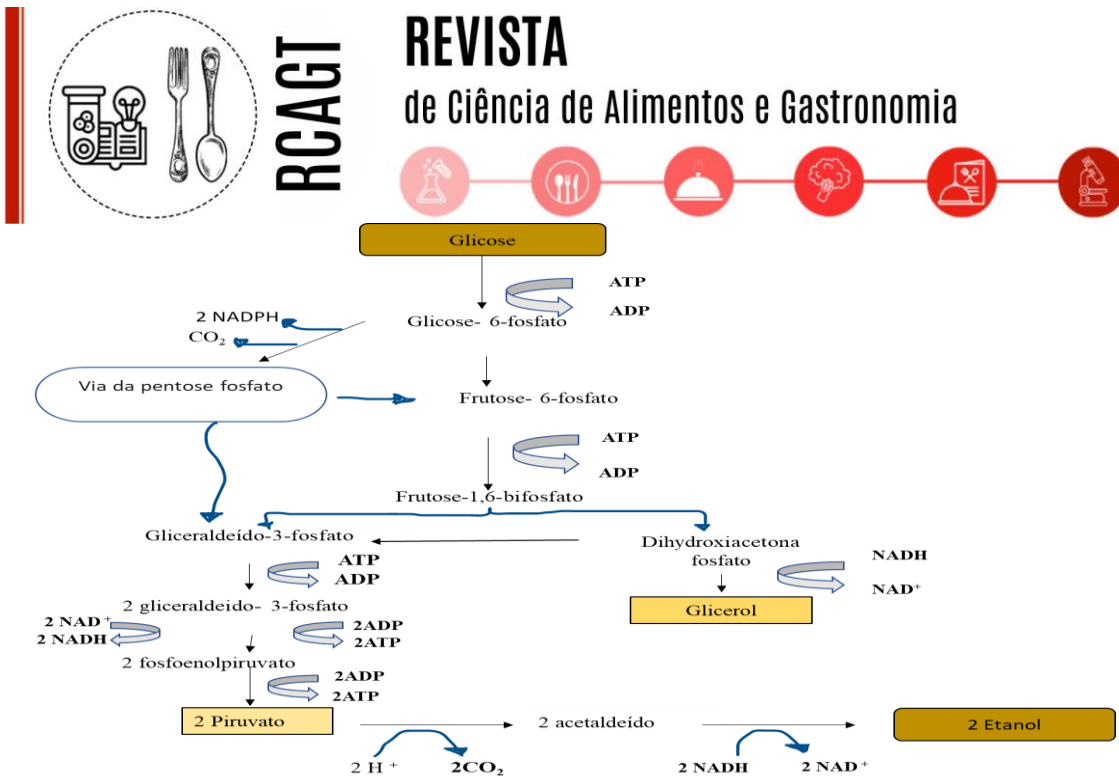 RCAGT
REVISTA
de Ciência de Alimentos e Gastronomia
Glicose
ATP
ADP
Glicose- 6-fosfato
2 NADPH
CO₂
Via da pentose fosfato
Frutose- 6-fosfato
ATP
ADP
Frutose-1,6-bifosfato
Gliceraldeído-3-fosfato
Dihydroxiacetona
fosfato
ATP
ADP
NADH
NAD⁺
2 gliceraldeido- 3-fosfato
Glicerol
2 NAD⁺
2 NADH
2ADP
2ATP
2 fosfoenolpiruvato
2ADP
2ATP
2 Piruvato
2 acetaldeído
2 Etanol
2 H⁺
2CO₂
2 NADH
2 NAD⁺